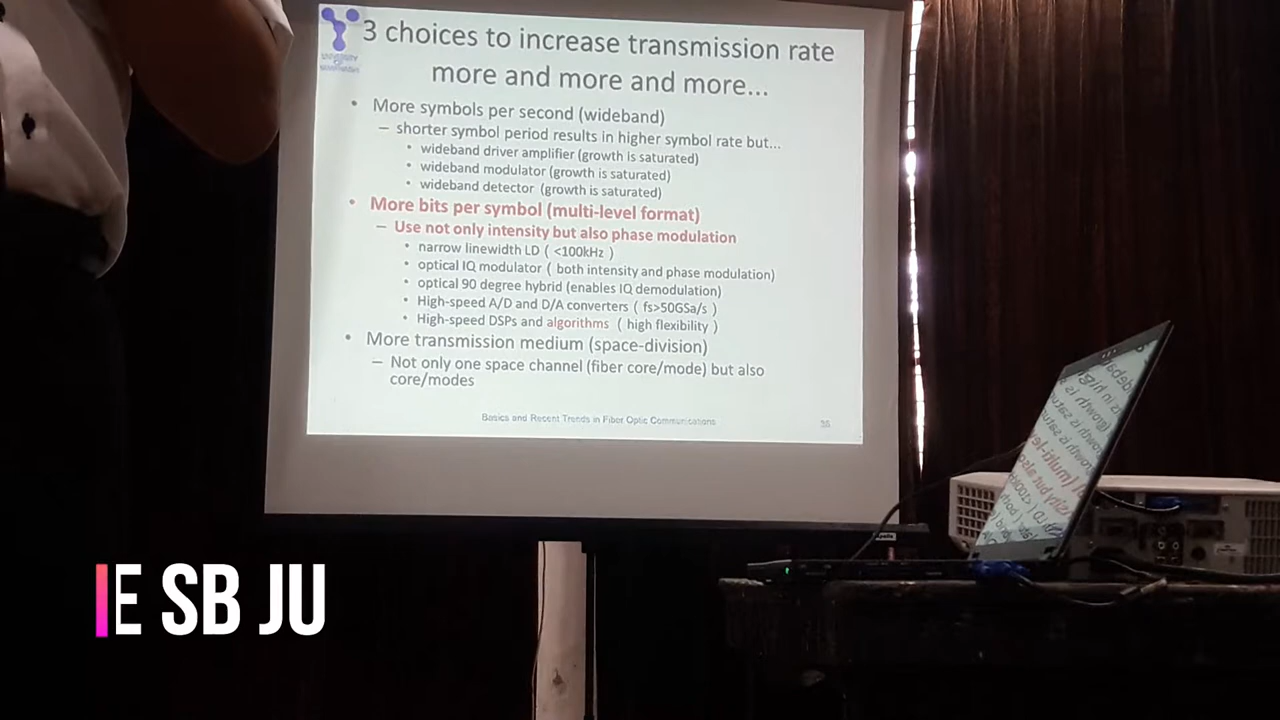 3 choices to increase transmission rate
more and more and more...
UNIVERSITY
• More symbols per second (wideband)
– shorter symbol period results in higher symbol rate but...
• wideband driver amplifier (growth is saturated)
• wideband modulator (growth is saturated)
• wideband detector (growth is saturated)
• More bits per symbol (multi-level format)
– Use not only intensity but also phase modulation
• narrow linewidth LD ( <100kHz )
• optical IQ modulator ( both intensity and phase modulation)
• optical 90 degree hybrid (enables IQ demodulation)
• High-speed A/D and D/A converters ( fs>50GSa/s )
• High-speed DSPs and algorithms ( high flexibility )
• More transmission medium (space-division)
– Not only one space channel (fiber core/mode) but also
core/modes
Basics and Recent Trends in Fiber Optic Communications
E SB JU